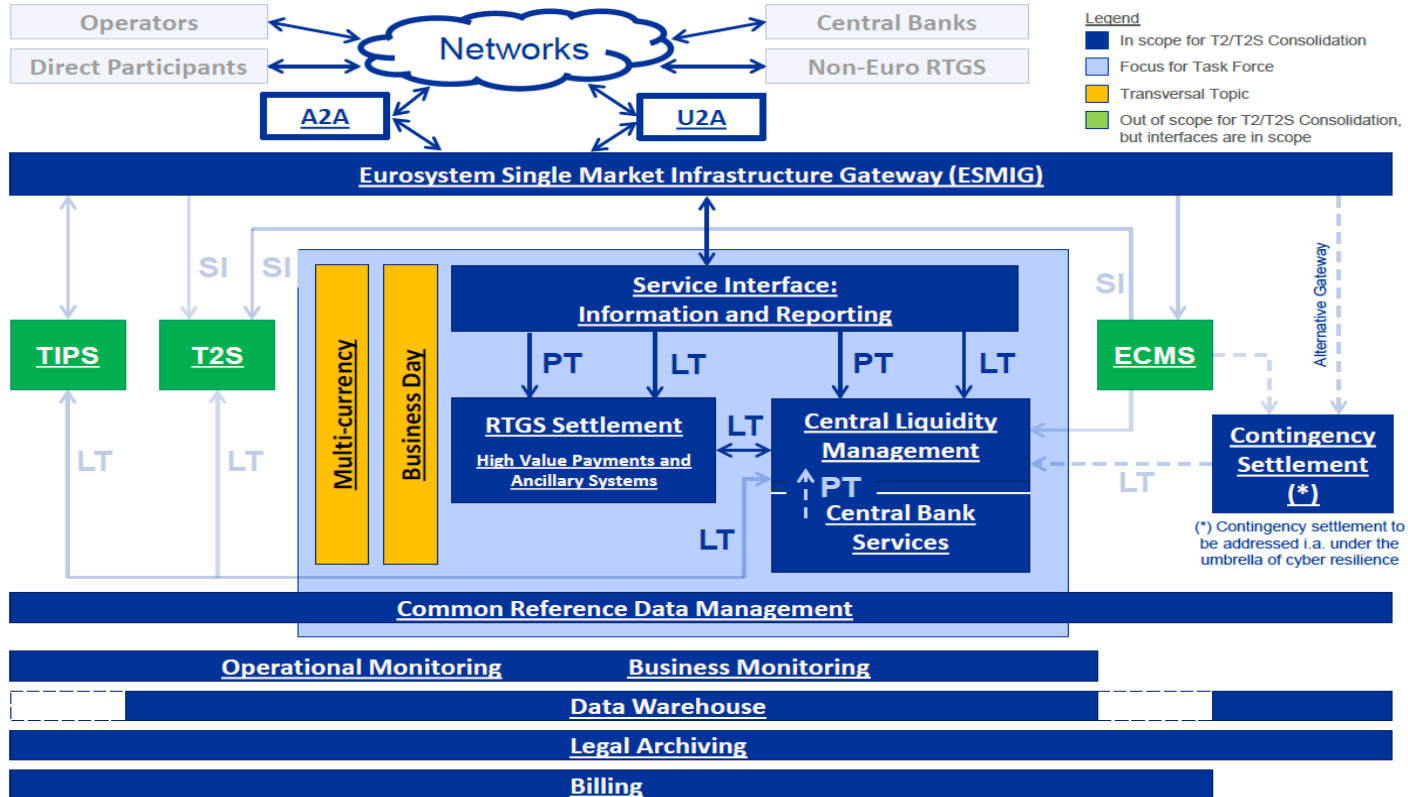 Operators
Direct Participants
Networks
Central Banks
Non-Euro RTGS
Legend
In scope for T2/T2S Consolidation
Focus for Task Force
Transversal Topic
Out of scope for T2/T2S Consolidation,
but interfaces are in scope
A2A
U2A
Eurosystem Single Market Infrastructure Gateway (ESMIG)
SI
SI
SI
Alternative Gateway
TIPS
T2S
Multi-currency
Business Day
Service Interface:
Information and Reporting
PT
LT
PT
LT
ECMS
RTGS Settlement
High Value Payments and
Ancillary Systems
LT
Central Liquidity
Management
PT
Central Bank
Services
Contingency
Settlement
(*)
LT
LT
LT
LT
(*) Contingency settlement to
be addressed i.a. under the
umbrella of cyber resilience
Common Reference Data Management
Operational Monitoring
Business Monitoring
Data Warehouse
Legal Archiving
Billing